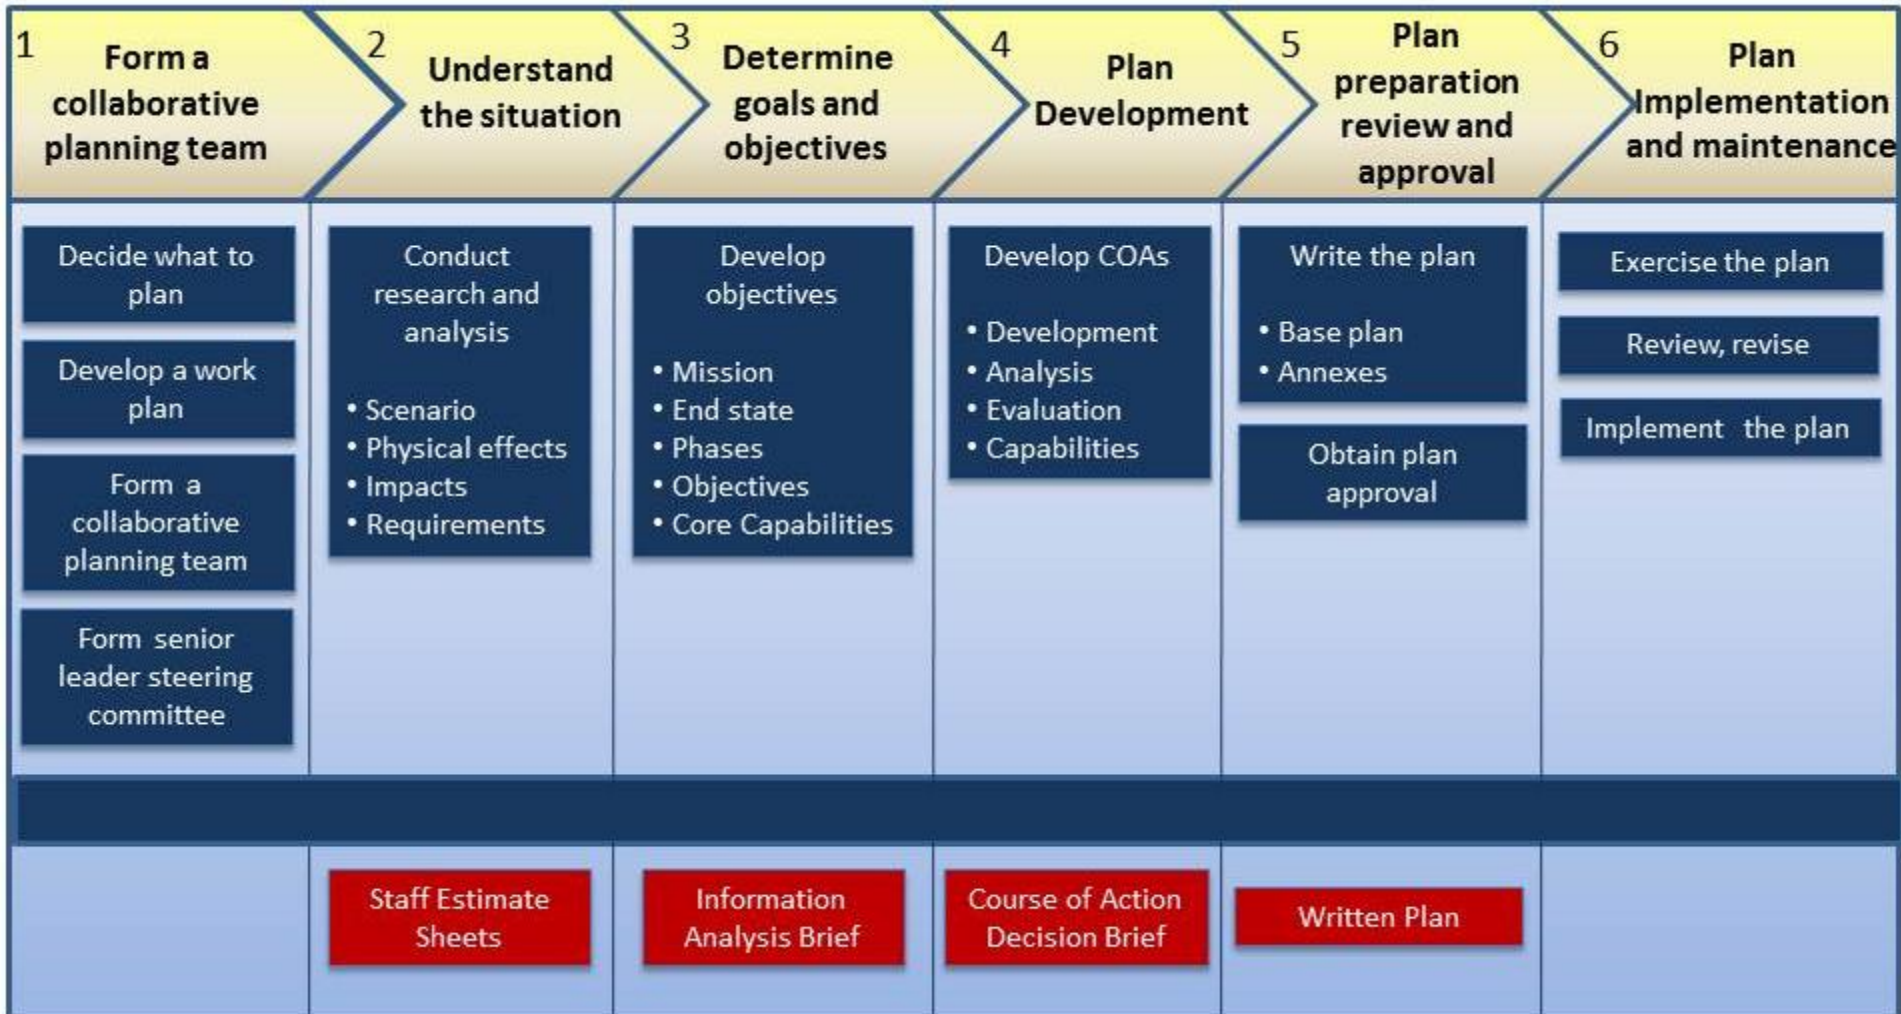 1
Form a
collaborative
planning team
2
Understand
the situation
3
Determine
goals and
objectives
4
Plan
Development
5
Plan
preparation
review and
approval
6
Plan
Implementation
and maintenance
Decide what to
plan
Develop a work
plan
Form a
collaborative
planning team
Form senior
leader steering
committee
Conduct
research and
analysis
• Scenario
• Physical effects
• Impacts
• Requirements
Develop
objectives
• Mission
• End state
• Phases
• Objectives
• Core Capabilities
Develop COAs
• Development
• Analysis
• Evaluation
• Capabilities
Write the plan
• Base plan
• Annexes
Obtain plan
approval
Exercise the plan
Review, revise
Implement the plan
Staff Estimate
Sheets
Information
Analysis Brief
Course of Action
Decision Brief
Written Plan